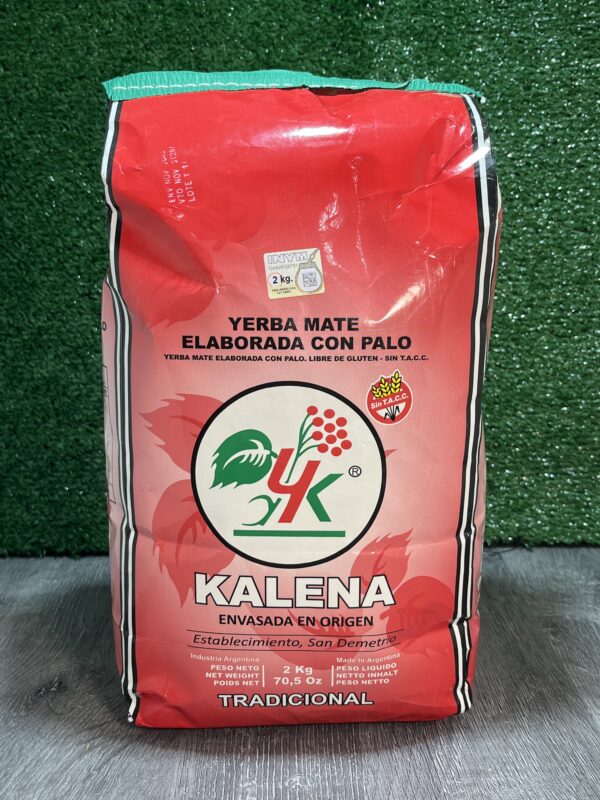 INYM
2 kg.
YERBA MATE
ELABORADA CON PALO
YERBA MATE ELABORADA CON PALO. LIBRE DE GLUTEN - SIN T.A.C.C.
Sin T.A.C.C.
YK
®
KALENA
ENVASADA EN ORIGEN
Establecimiento, San Demetrio
Industria Argentina
PESO NETO
NET WEIGHT
POIDS NET
2 Kg
70,5 Oz
Made In Argentina
PESO LIQUIDO
NETTO INHALT
PESO NETTO
TRADICIONAL